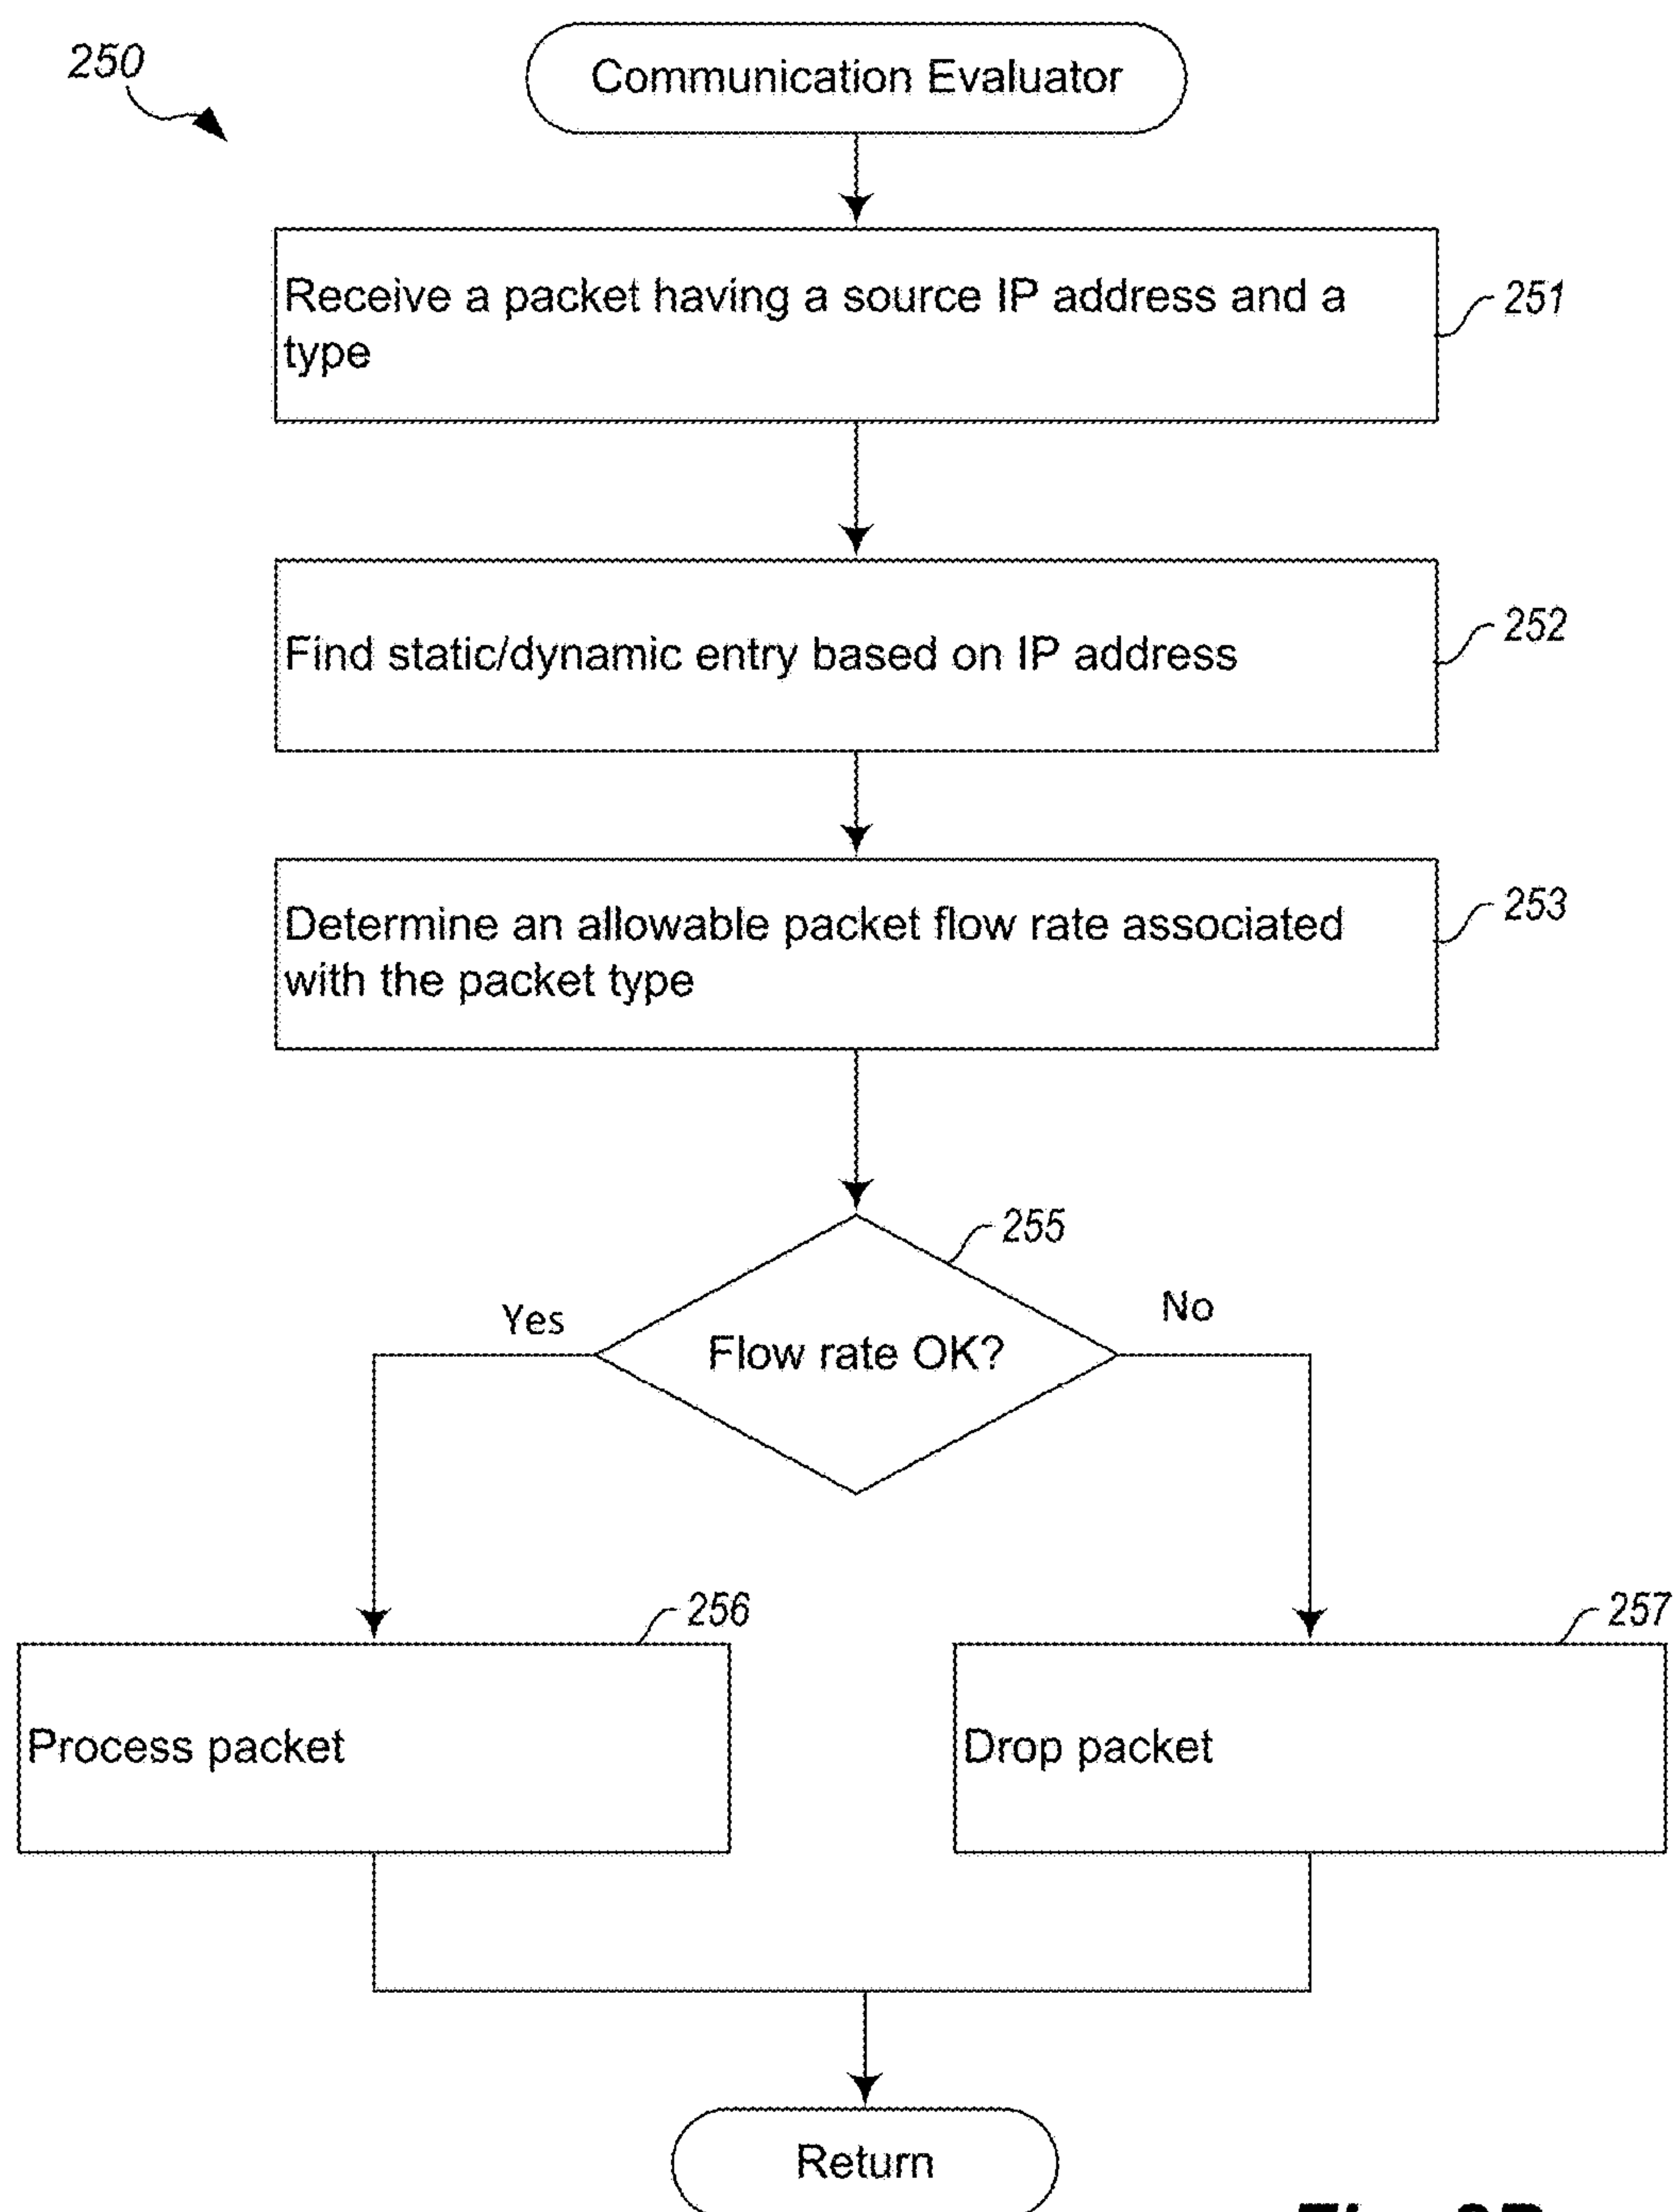 250
Communication Evaluator
Receive a packet having a source IP address and a
type
251
Find static/dynamic entry based on IP address
252
Determine an allowable packet flow rate associated
with the packet type
253
255
Yes
No
Flow rate OK?
256
257
Process packet
Drop packet
Return